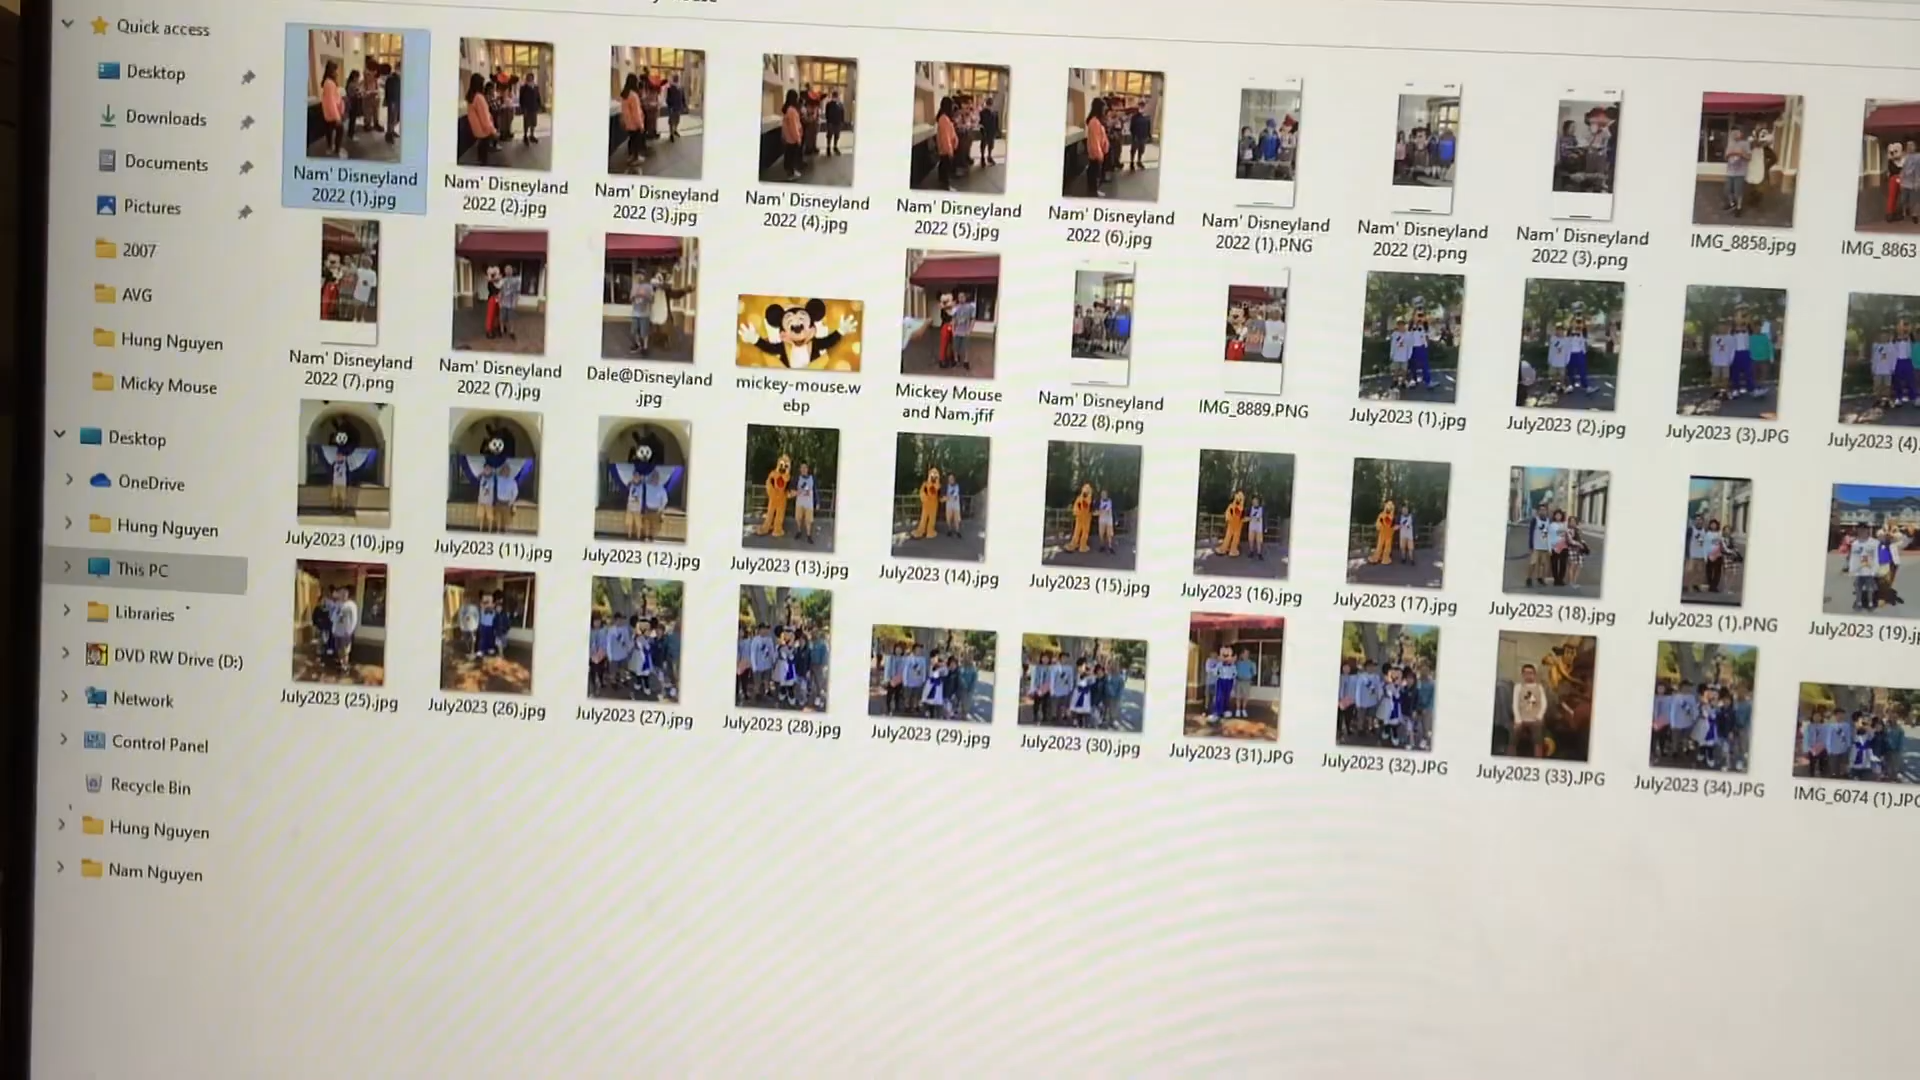 Quick access
Desktop
Downloads
Documents
Pictures
2007
AVG
Hung Nguyen
Micky Mouse
Desktop
OneDrive
Hung Nguyen
This PC
Libraries
DVD RW Drive (D:)
Network
Control Panel
Recycle Bin
Hung Nguyen
Nam Nguyen
Nam' Disneyland
2022 (1).jpg
Nam' Disneyland
2022 (2).jpg
Nam' Disneyland
2022 (3).jpg
Nam' Disneyland
2022 (4).jpg
Nam' Disneyland
2022 (5).jpg
Nam' Disneyland
2022 (6).jpg
Nam' Disneyland
2022 (1).PNG
Nam' Disneyland
2022 (2).png
Nam' Disneyland
2022 (3).png
IMG_8858.jpg
IMG_8863
Nam' Disneyland
2022 (7).png
Nam' Disneyland
2022 (7).jpg
Dale@Disneyland
.jpg
mickey-mouse.w
ebp
Mickey Mouse
and Nam.jfif
Nam' Disneyland
2022 (8).png
IMG_8889.PNG
July2023 (1).jpg
July2023 (2).jpg
July2023 (3).JPG
July2023 (4).
July2023 (10).jpg
July2023 (11).jpg
July2023 (12).jpg
July2023 (13).jpg
July2023 (14).jpg
July2023 (15).jpg
July2023 (16).jpg
July2023 (17).jpg
July2023 (18).jpg
July2023 (1).PNG
July2023 (19).jp
July2023 (25).jpg
July2023 (26).jpg
July2023 (27).jpg
July2023 (28).jpg
July2023 (29).jpg
July2023 (30).jpg
July2023 (31).JPG
July2023 (32).JPG
July2023 (33).JPG
July2023 (34).JPG
IMG_6074 (1).JPG